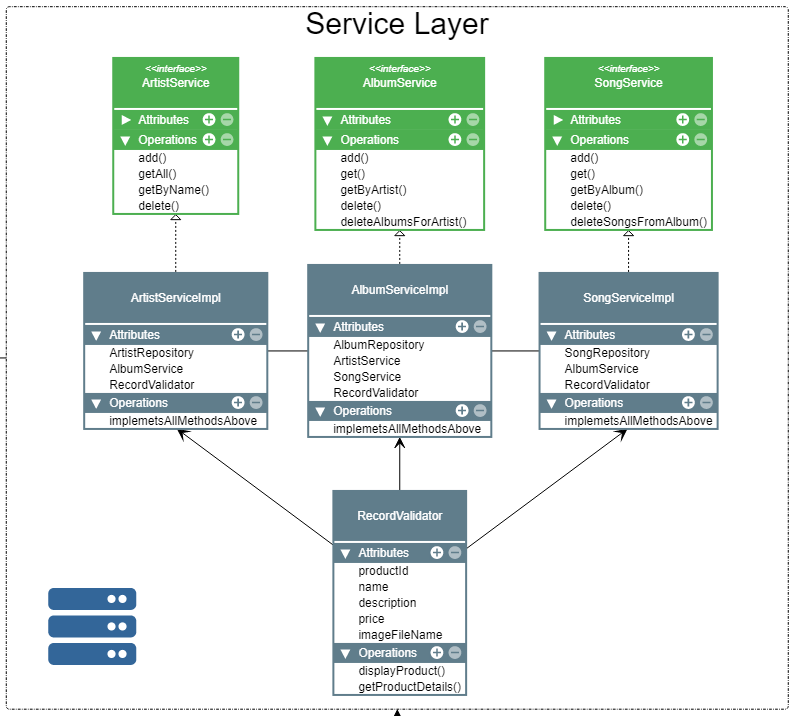 Service Layer
<<interface>>
ArtistService
Attributes
Operations
add()
getAll()
getByName()
delete()
<<interface>>
AlbumService
Attributes
Operations
add()
get()
getByArtist()
delete()
deleteAlbumsForArtist()
<<interface>>
SongService
Attributes
Operations
add()
get()
getByAlbum()
delete()
deleteSongsFromAlbum()
ArtistServiceImpl
Attributes
ArtistRepository
AlbumService
RecordValidator
Operations
implemetsAllMethodsAbove
AlbumServiceImpl
Attributes
AlbumRepository
ArtistService
SongService
RecordValidator
Operations
implemetsAllMethodsAbove
SongServiceImpl
Attributes
SongRepository
AlbumService
RecordValidator
Operations
implemetsAllMethodsAbove
RecordValidator
Attributes
productId
name
description
price
imageFileName
Operations
displayProduct()
getProductDetails()